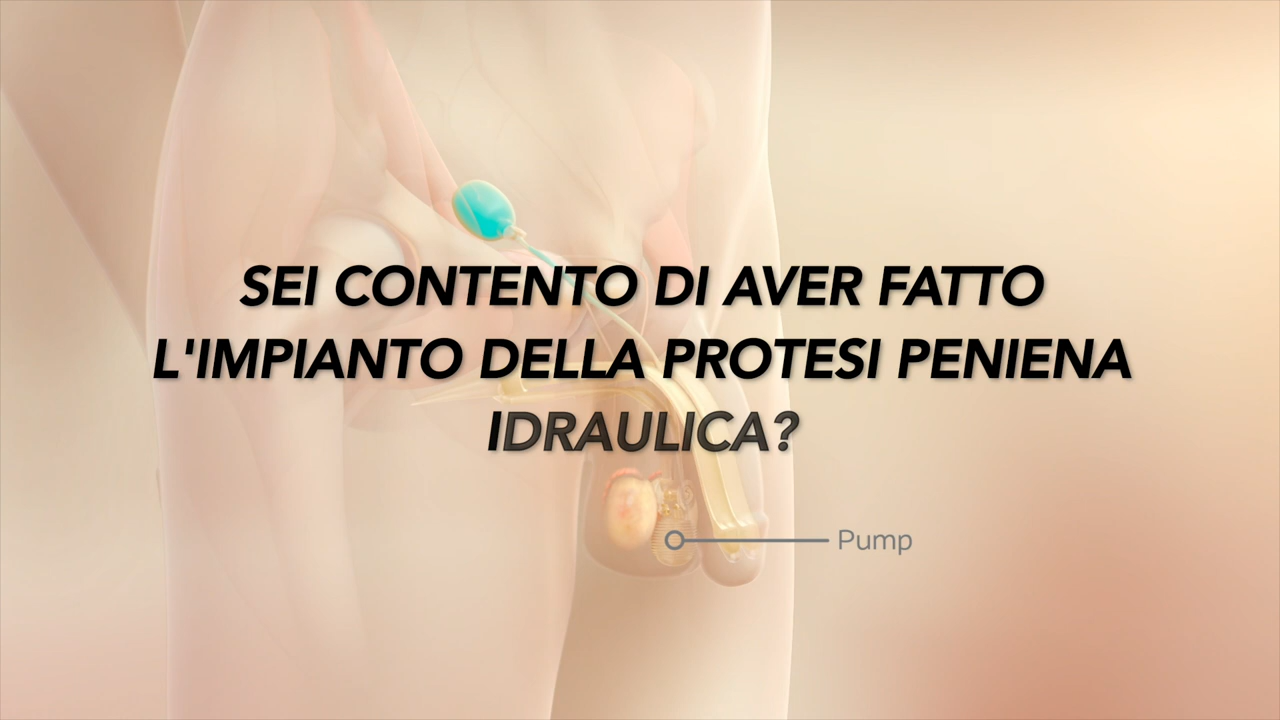 SEI CONTENTO DI AVER FATTO
L'IMPIANTO DELLA PROTESI PENIENA
IDRAULICA?
Pump